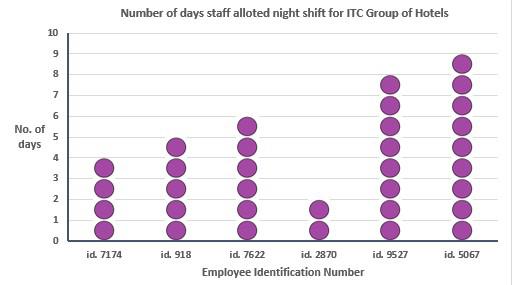 Number of days staff alloted night shift for ITC Group of Hotels
10
9
8
7
6
5
4
3
2
1
0
No. of
days
id. 7174 id. 918 id. 7622 id. 2870 id. 9527 id. 5067
Employee Identification Number